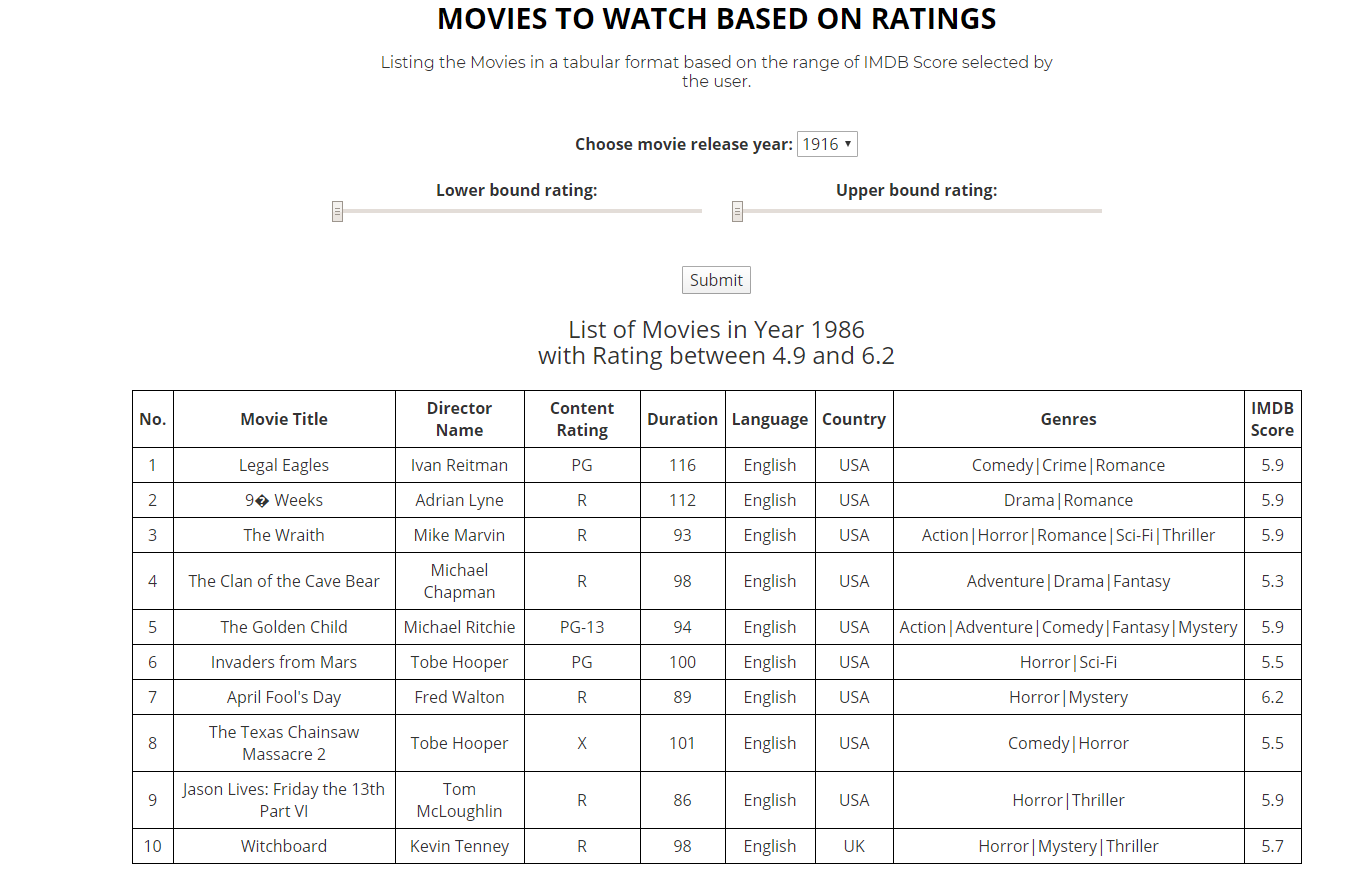 MOVIES TO WATCH BASED ON RATINGS
Listing the Movies in a tabular format based on the range of IMDB Score selected by
the user.
Choose movie release year: 1916
Lower bound rating: Upper bound rating:
Submit
List of Movies in Year 1986
with Rating between 4.9 and 6.2
No. Movie Title Director Name Content Rating Duration Language Country Genres IMDB Score
1 Legal Eagles Ivan Reitman PG 116 English USA Comedy|Crime|Romance 5.9
2 9� Weeks Adrian Lyne R 112 English USA Drama|Romance 5.9
3 The Wraith Mike Marvin R 93 English USA Action|Horror|Romance|Sci-Fi|Thriller 5.9
4 The Clan of the Cave Bear Michael Chapman R 98 English USA Adventure|Drama|Fantasy 5.3
5 The Golden Child Michael Ritchie PG-13 94 English USA Action|Adventure|Comedy|Fantasy|Mystery 5.9
6 Invaders from Mars Tobe Hooper PG 100 English USA Horror|Sci-Fi 5.5
7 April Fool's Day Fred Walton R 89 English USA Horror|Mystery 6.2
8 The Texas Chainsaw Massacre 2 Tobe Hooper X 101 English USA Comedy|Horror 5.5
9 Jason Lives: Friday the 13th Part VI Tom McLoughlin R 86 English USA Horror|Thriller 5.9
10 Witchboard Kevin Tenney R 98 English UK Horror|Mystery|Thriller 5.7